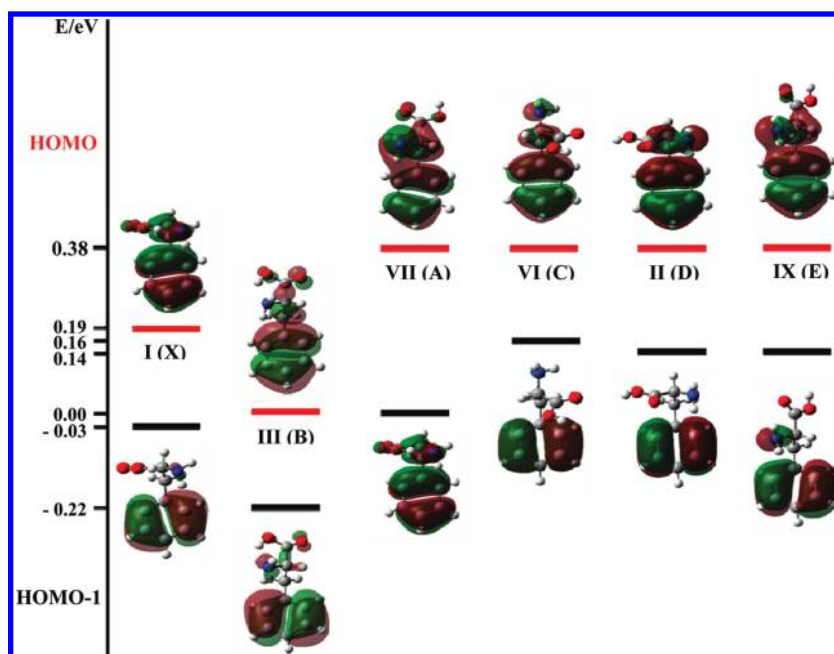 E/eV
HOMO
0.38
VII (A)
VI (C)
II (D)
IX (E)
0.19
0.16
I (X)
0.14
0.00
- 0.03
III (B)
- 0.22
HOMO-1